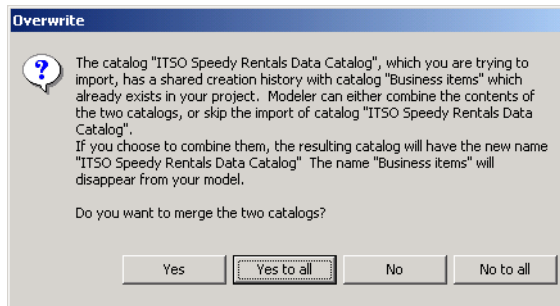 Overwrite
The catalog "ITSO Speedy Rentals Data Catalog", which you are trying to
import, has a shared creation history with catalog "Business items" which
already exists in your project.  Modeler can either combine the contents of
the two catalogs, or skip the import of catalog "ITSO Speedy Rentals Data
Catalog".
If you choose to combine them, the resulting catalog will have the new name
"ITSO Speedy Rentals Data Catalog"  The name "Business items" will
disappear from your model.
Do you want to merge the two catalogs?
Yes
Yes to all
No
No to all